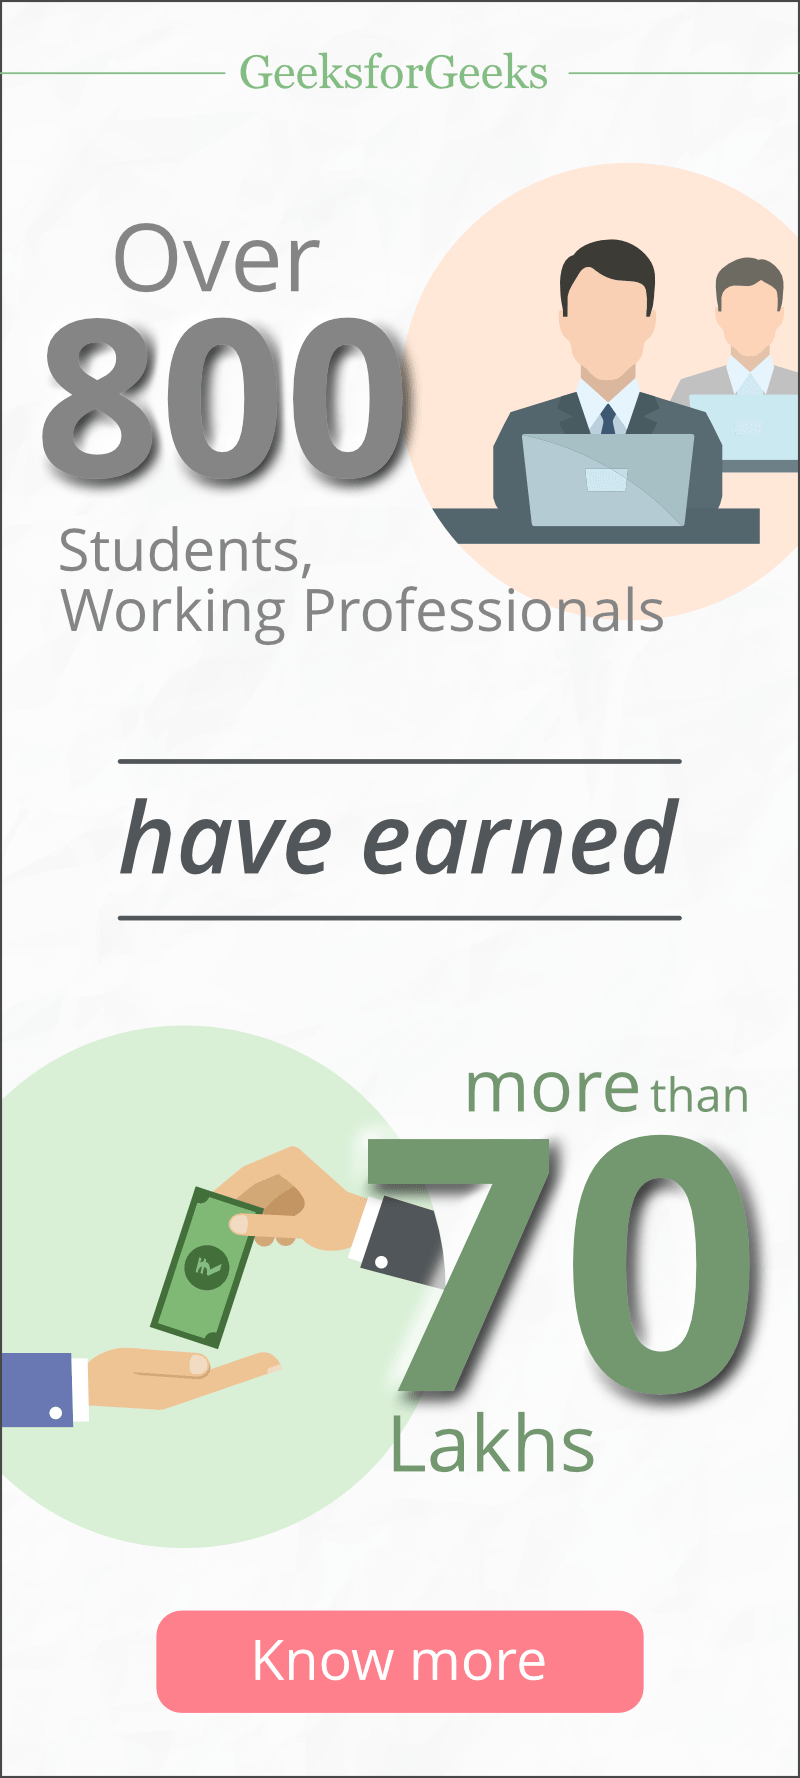 GeeksforGeeks
Over
800
Students,
Working Professionals
have earned
more than
70
Lakhs
Know more